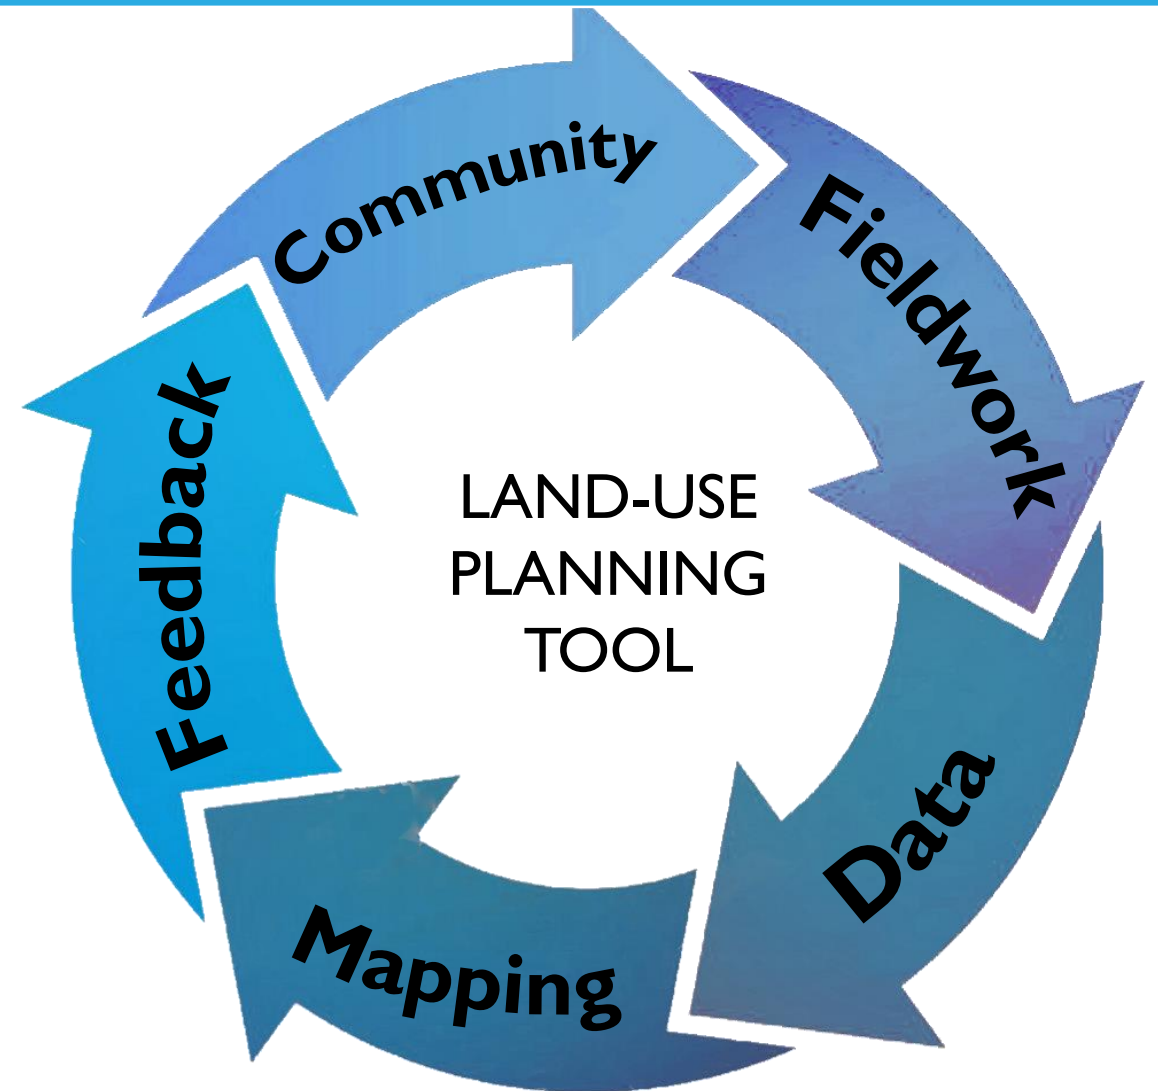 Community
Fieldwork
Data
Mapping
Feedback
LAND-USE
PLANNING
TOOL